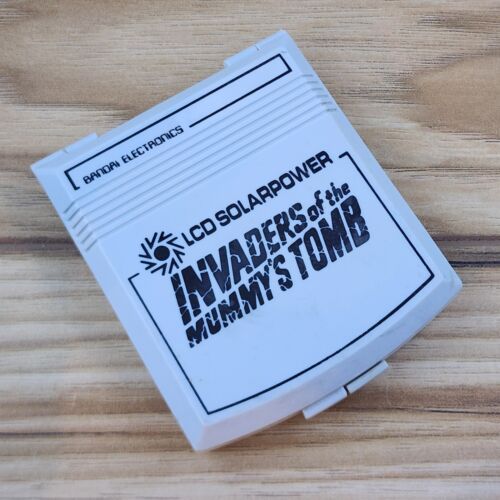 BANDAI ELECTRONICS
LCD SOLARPOWER
INVADERS of the
MUMMY'S TOMB